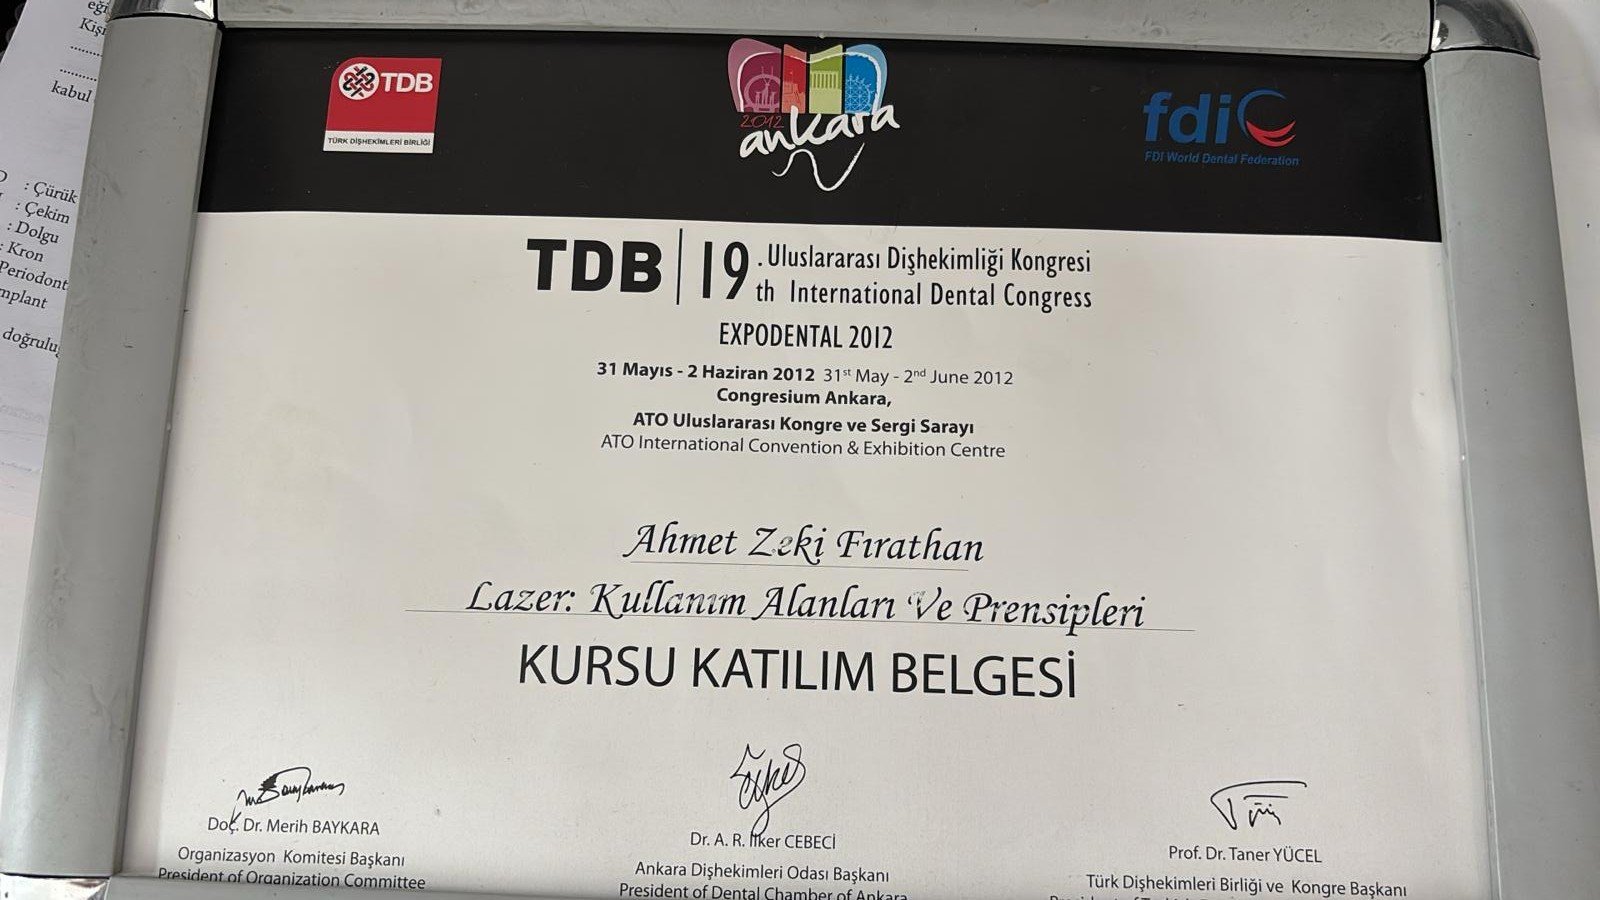 eği
Kişi
kabul
: Çürük
: Çekim
: Dolgu
: Kron
Periodont
mplant
doğrulu
TDB
TÜRK DİŞHEKİMLERİ BİRLİĞİ
2012
ankara
fdi
FDI World Dental Federation
TDB | 19 . Uluslararası Dişhekimliği Kongresi
th International Dental Congress
EXPODENTAL 2012
31 Mayıs - 2 Haziran 2012 31st May - 2nd June 2012
Congresium Ankara,
ATO Uluslararası Kongre ve Sergi Sarayı
ATO International Convention & Exhibition Centre
Ahmet Zeki Fırathan
Lazer: Kullanım Alanları Ve Prensipleri
KURSU KATILIM BELGESİ
Doç. Dr. Merih BAYKARA
Organizasyon Komitesi Başkanı
President of Organization Committee
Dr. A. R. İlker CEBECİ
Ankara Dişhekimleri Odası Başkanı
President of Dental Chamber of Ankara
Prof. Dr. Taner YÜCEL
Türk Dişhekimleri Birliği ve Kongre Başkanı